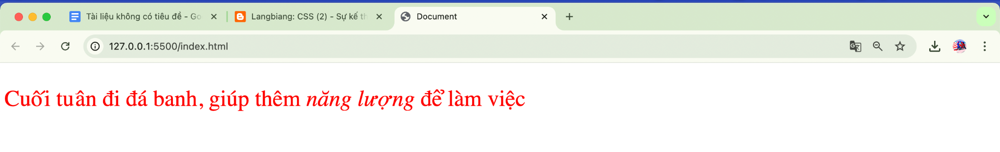 Tài liệu không có tiêu đề - Go
Langbiang: CSS (2) - Sự kế th
Document
127.0.0.1:5500/index.html
Cuối tuân đi đá banh, giúp thêm năng lượng để làm việc